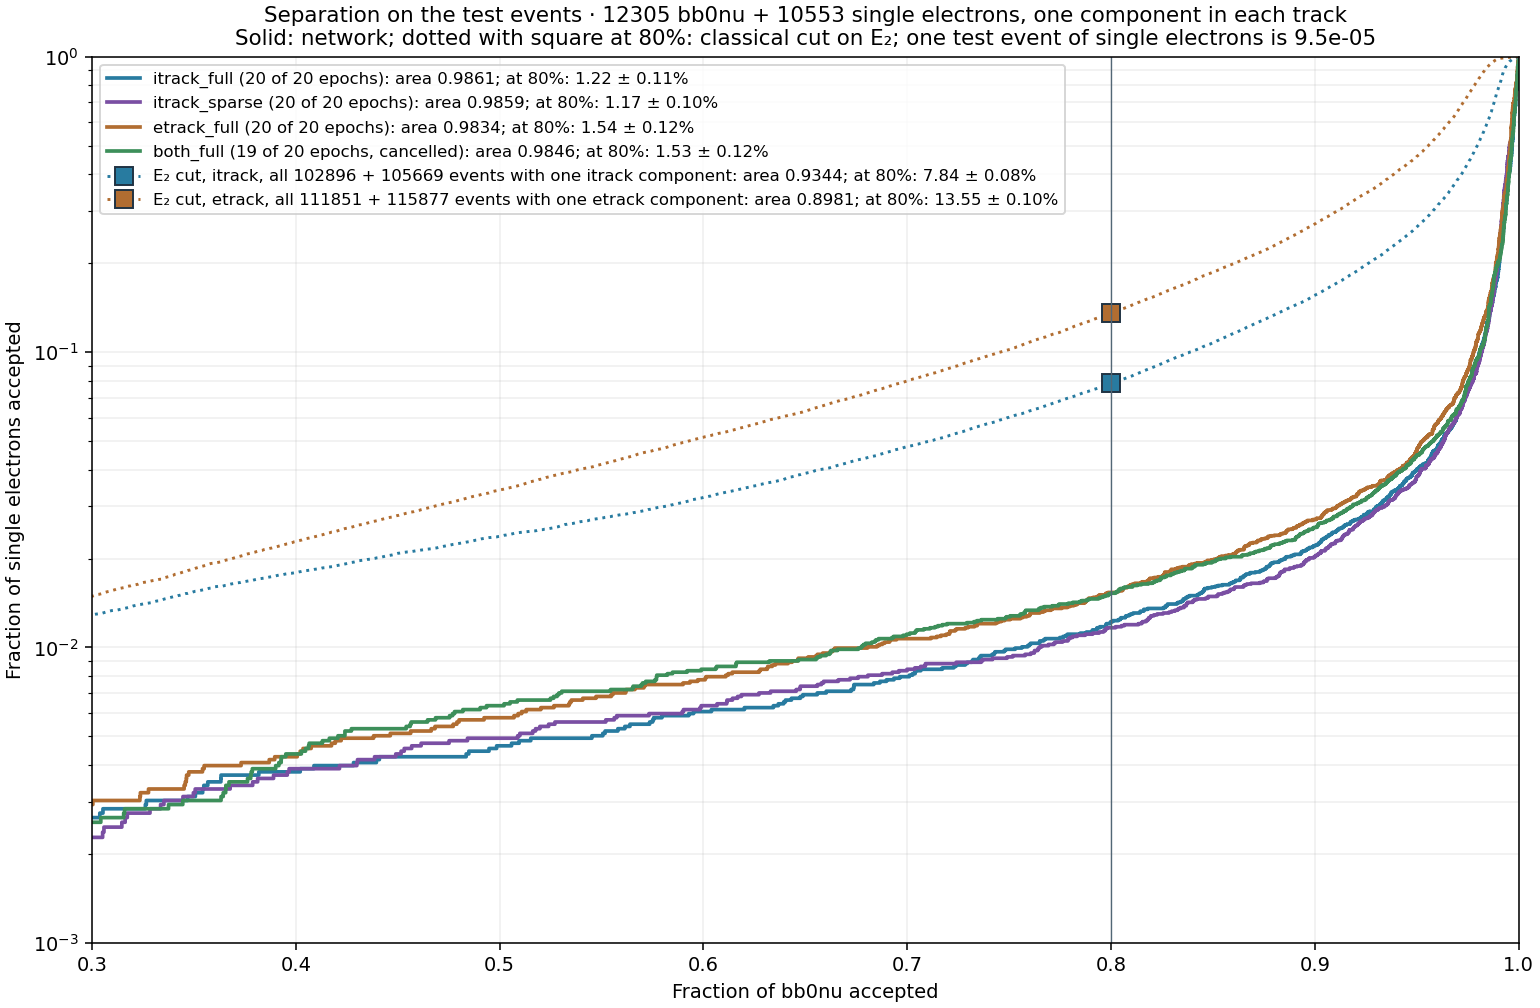 Separation on the test events · 12305 bb0nu + 10553 single electrons, one component in each track
Solid: network; dotted with square at 80%: classical cut on E₂; one test event of single electrons is 9.5e-05
itrack_full (20 of 20 epochs): area 0.9861; at 80%: 1.22 ± 0.11%
itrack_sparse (20 of 20 epochs): area 0.9859; at 80%: 1.17 ± 0.10%
etrack_full (20 of 20 epochs): area 0.9834; at 80%: 1.54 ± 0.12%
both_full (19 of 20 epochs, cancelled): area 0.9846; at 80%: 1.53 ± 0.12%
E₂ cut, itrack, all 102896 + 105669 events with one itrack component: area 0.9344; at 80%: 7.84 ± 0.08%
E₂ cut, etrack, all 111851 + 115877 events with one etrack component: area 0.8981; at 80%: 13.55 ± 0.10%
Fraction of single electrons accepted
10⁰
10⁻¹
10⁻²
10⁻³
0.3 0.4 0.5 0.6 0.7 0.8 0.9 1.0
Fraction of bb0nu accepted